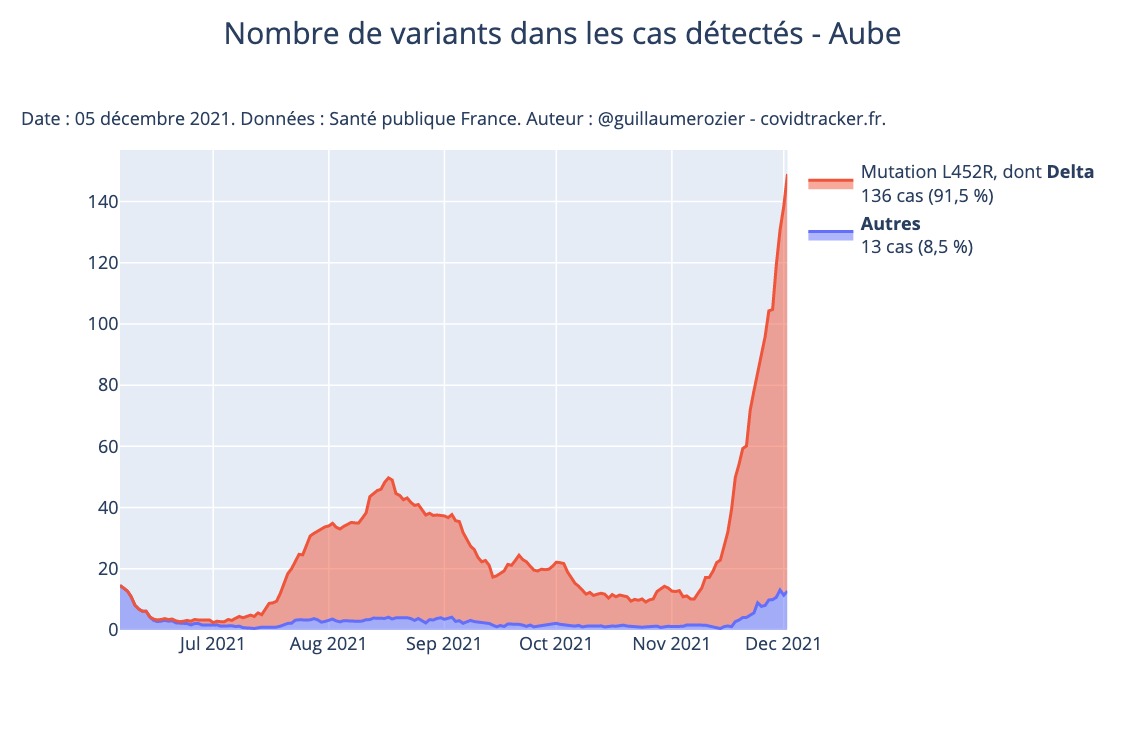 Nombre de variants dans les cas détectés - Aube
Date : 05 décembre 2021. Données : Santé publique France. Auteur : @guillaumerozier - covidtracker.fr.
Mutation L452R, dont Delta
136 cas (91,5 %)
Autres
13 cas (8,5 %)
140
120
100
80
60
40
20
0
Jul 2021
Aug 2021
Sep 2021
Oct 2021
Nov 2021
Dec 2021